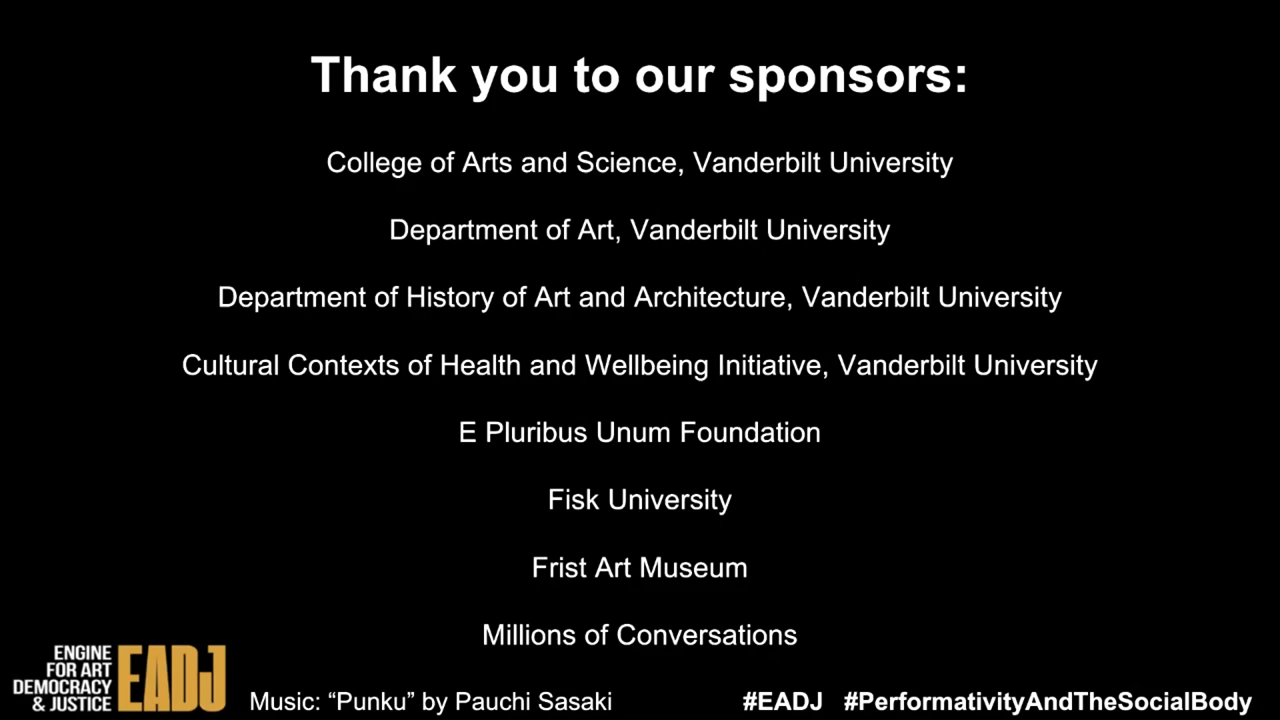 Thank you to our sponsors:
College of Arts and Science, Vanderbilt University
Department of Art, Vanderbilt University
Department of History of Art and Architecture, Vanderbilt University
Cultural Contexts of Health and Wellbeing Initiative, Vanderbilt University
E Pluribus Unum Foundation
Fisk University
Frist Art Museum
Millions of Conversations
ENGINE
FOR ART
DEMOCRACY
& JUSTICE
EADJ
Music: “Punku” by Pauchi Sasaki
#EADJ #PerformativityAndTheSocialBody